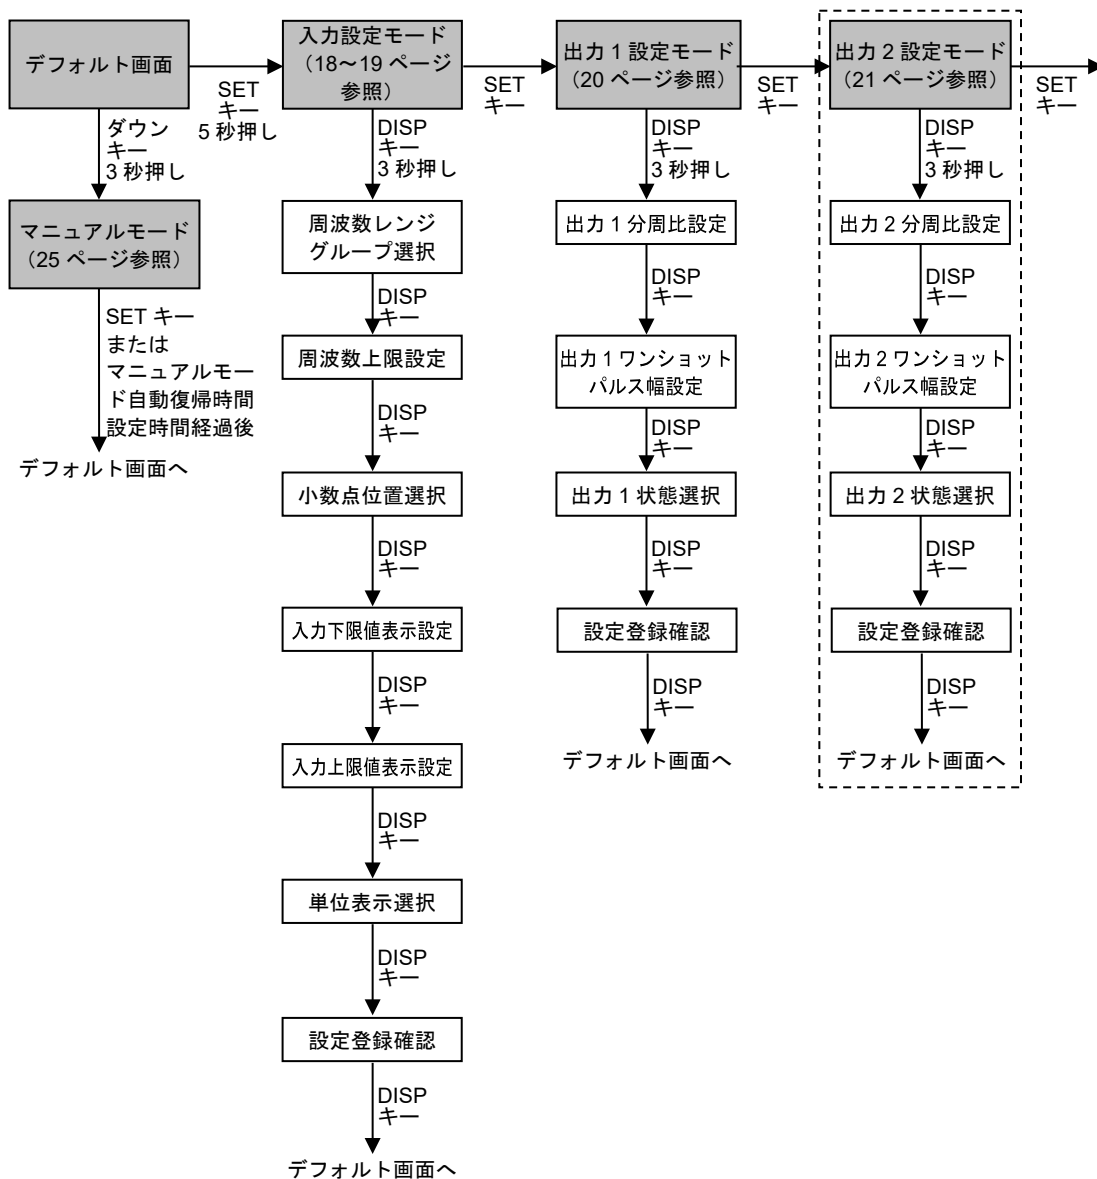 デフォルト画面
SET
キー
5 秒押し
入力設定モード
(18～19 ページ
参照)
SET
キー
出力 1 設定モード
(20 ページ参照)
SET
キー
出力 2 設定モード
(21 ページ参照)
SET
キー
ダウン
キー
3 秒押し
マニュアルモード
(25 ページ参照)
SET キー
または
マニュアルモー
ド自動復帰時間
設定時間経過後
デフォルト画面へ
DISP
キー
3 秒押し
周波数レンジ
グループ選択
DISP
キー
周波数上限設定
DISP
キー
小数点位置選択
DISP
キー
入力下限値表示設定
DISP
キー
入力上限値表示設定
DISP
キー
単位表示選択
DISP
キー
設定登録確認
DISP
キー
デフォルト画面へ
DISP
キー
3 秒押し
出力 1 分周比設定
DISP
キー
出力 1 ワンショット
パルス幅設定
DISP
キー
出力 1 状態選択
DISP
キー
設定登録確認
DISP
キー
デフォルト画面へ
DISP
キー
3 秒押し
出力 2 分周比設定
DISP
キー
出力 2 ワンショット
パルス幅設定
DISP
キー
出力 2 状態選択
DISP
キー
設定登録確認
DISP
キー
デフォルト画面へ